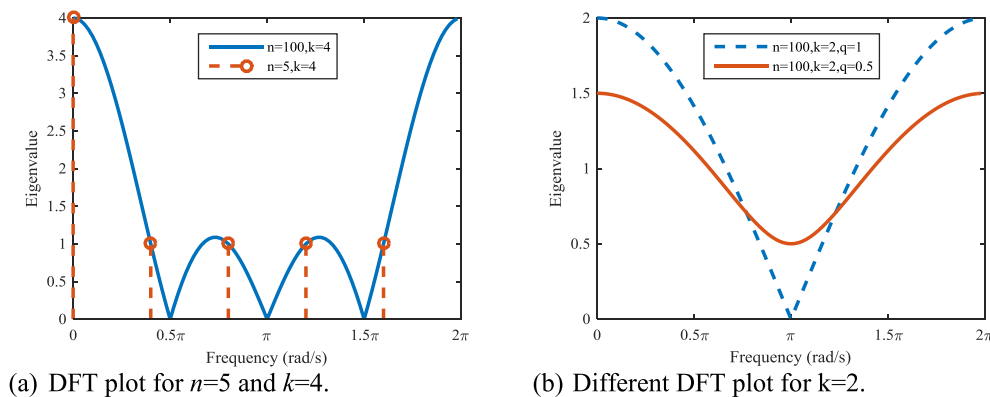 4
3.5
3
2.5
2
1.5
1
0.5
0
Eigenvalue
n=100,k=4
n=5,k=4
0
0.5π
π
1.5π
2π
Frequency (rad/s)
(a) DFT plot for n=5 and k=4.
2
1.5
1
0.5
0
Eigenvalue
n=100,k=2,q=1
n=100,k=2,q=0.5
0
0.5π
π
1.5π
2π
Frequency (rad/s)
(b) Different DFT plot for k=2.